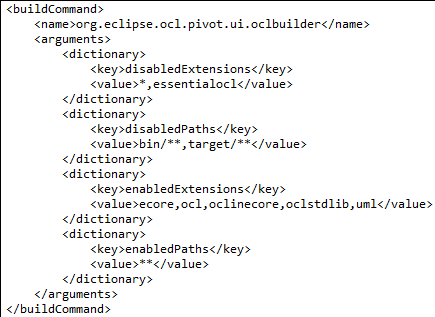 <buildCommand>
    <name>org.eclipse.ocl.pivot.ui.oclbuilder</name>
    <arguments>
        <dictionary>
            <key>disabledExtensions</key>
            <value>*,essentialocl</value>
        </dictionary>
        <dictionary>
            <key>disabledPaths</key>
            <value>bin/**,target/**</value>
        </dictionary>
        <dictionary>
            <key>enabledExtensions</key>
            <value>ecore,ocl,oclinecore,oclstdlib,uml</value>
        </dictionary>
        <dictionary>
            <key>enabledPaths</key>
            <value>**</value>
        </dictionary>
    </arguments>
</buildCommand>